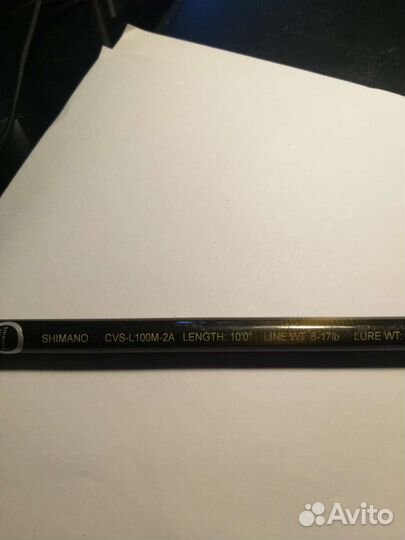 SHIMANO CVS-L100M-2A LENGTH: 10'0" LINE WT: 8-17lb LURE WT:
Avito